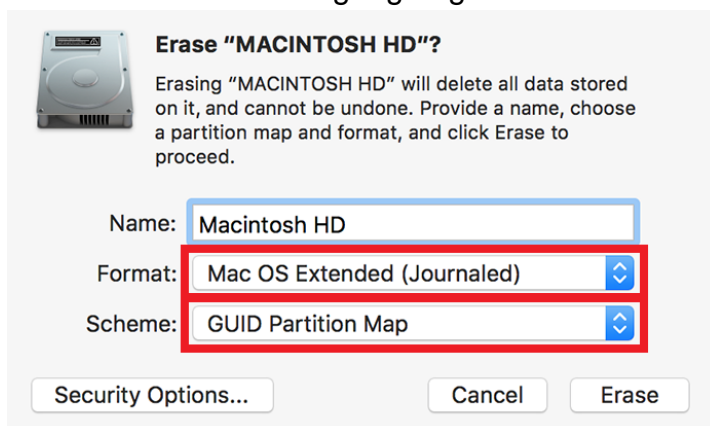 Erase “MACINTOSH HD”?
Erasing “MACINTOSH HD” will delete all data stored
on it, and cannot be undone. Provide a name, choose
a partition map and format, and click Erase to
proceed.
Name: Macintosh HD
Format: Mac OS Extended (Journaled)
Scheme: GUID Partition Map
Security Options... Cancel Erase